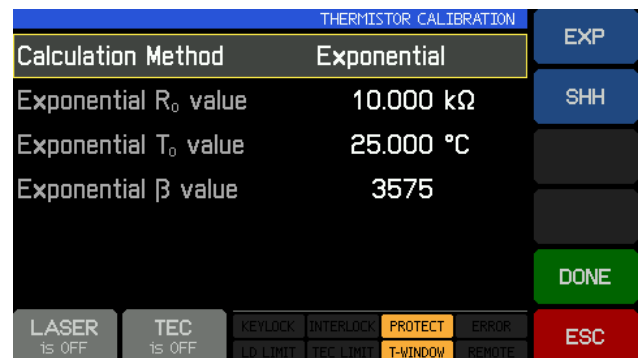 THERMISTOR CALIBRATION
EXP
Calculation Method Exponential
Exponential R₀ value 10.000 kΩ
SHH
Exponential T₀ value 25.000 °C
Exponential β value 3575
DONE
LASER is OFF
TEC is OFF
KEYLOCK INTERLOCK PROTECT ERROR
LD LIMIT TEC LIMIT T-WINDOW REMOTE
ESC